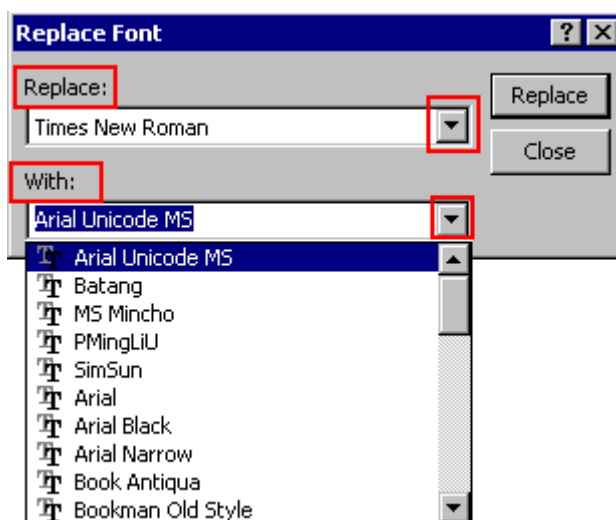 Replace Font
Replace:
Replace
Times New Roman
Close
With:
Arial Unicode MS
Arial Unicode MS
Batang
MS Mincho
PMingLiU
SimSun
Arial
Arial Black
Arial Narrow
Book Antiqua
Bookman Old Style